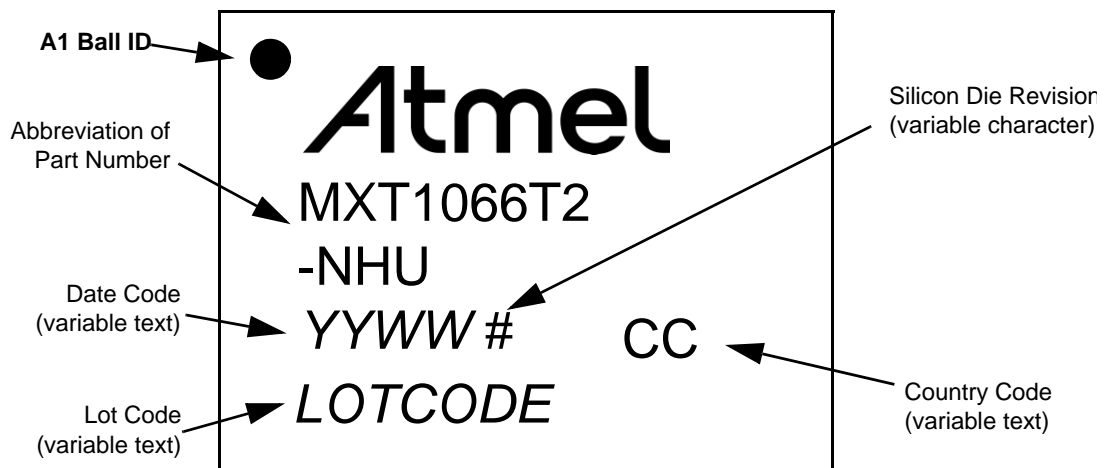 A1 Ball ID
Atmel
Silicon Die Revision
(variable character)
Abbreviation of
Part Number
MXT1066T2
-NHU
Date Code
(variable text)
YYWW #
CC
Lot Code
(variable text)
LOTCODE
Country Code
(variable text)